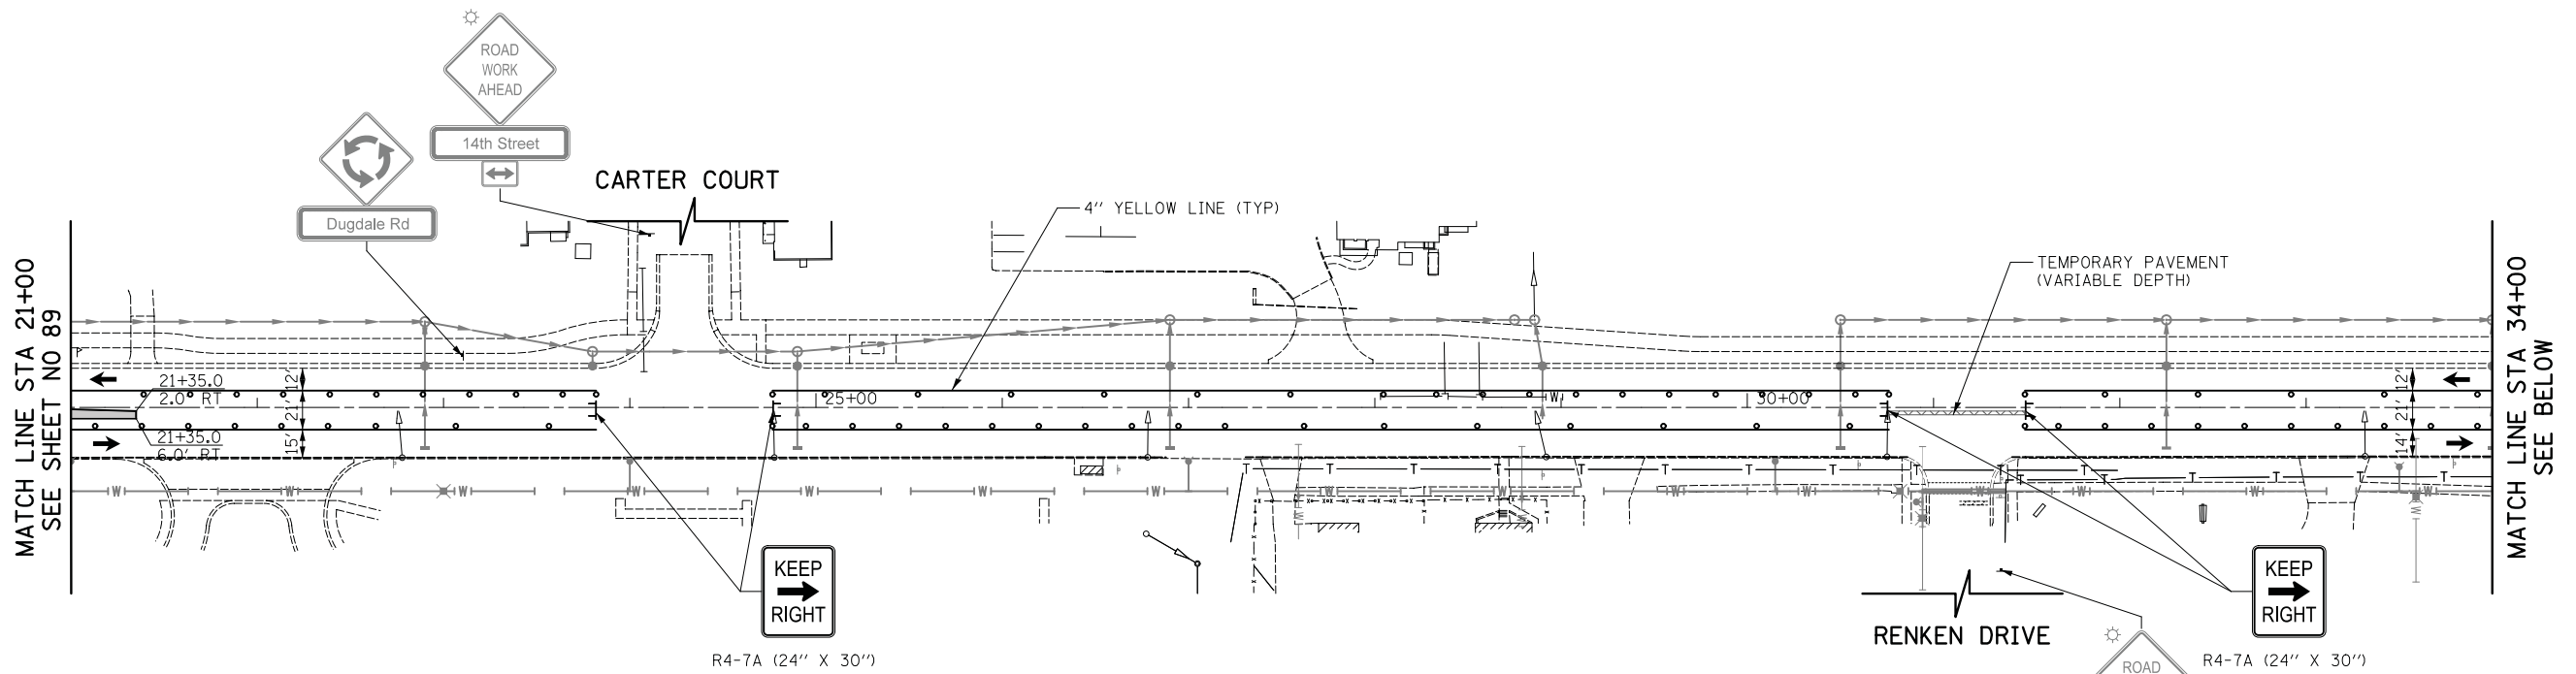 ROAD
WORK
AHEAD
14th Street
Dugdale Rd
CARTER COURT
4" YELLOW LINE (TYP)
TEMPORARY PAVEMENT
(VARIABLE DEPTH)
MATCH LINE STA 21+00
SEE SHEET NO 89
21+35.0
2.0' RT
21+35.0
6.0' RT
12'
21'
15'
25+00
30+00
W
12'
21'
14'
MATCH LINE STA 34+00
SEE BELOW
T T T T T T T T T T T T T T T
W W W W W W W W W W W W W W
W
W
W
KEEP
RIGHT
R4-7A (24" X 30")
RENKEN DRIVE
KEEP
RIGHT
R4-7A (24" X 30")
ROAD